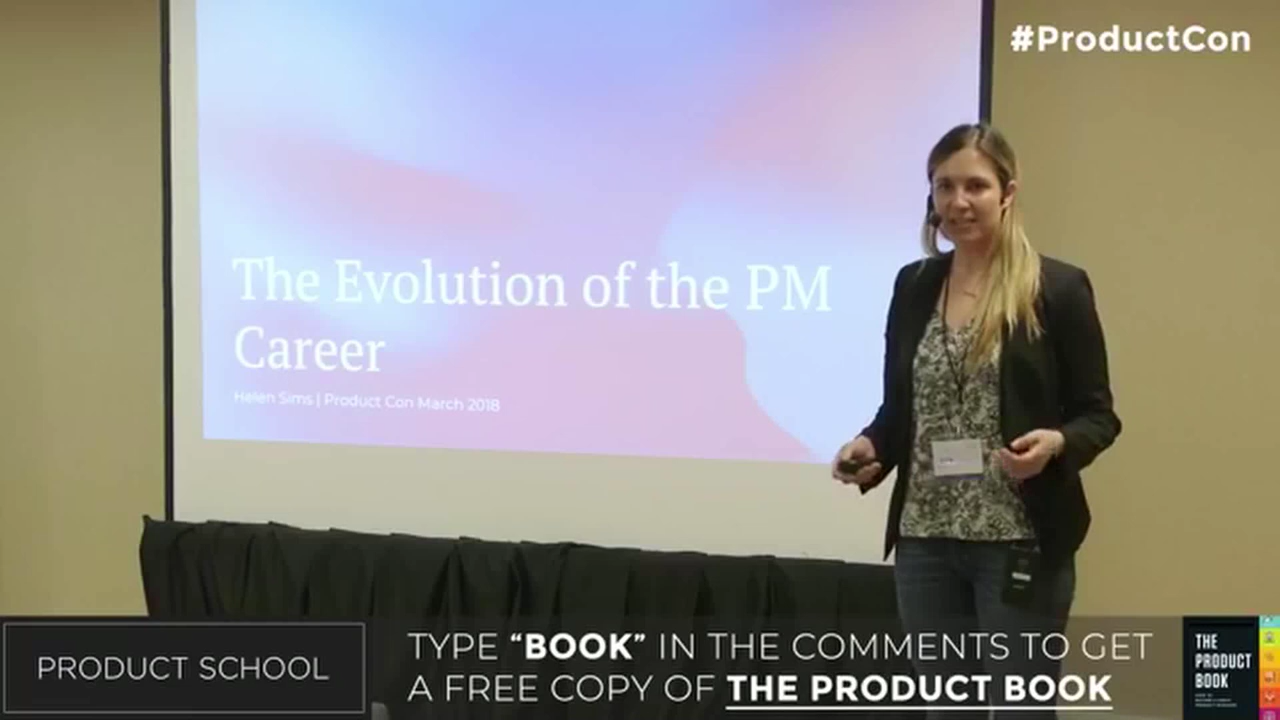 #ProductCon
The Evolution of the PM
Career
Helen Sims | Product Con March 2018
PRODUCT SCHOOL
TYPE “BOOK” IN THE COMMENTS TO GET
A FREE COPY OF THE PRODUCT BOOK
THE
PRODUCT
BOOK